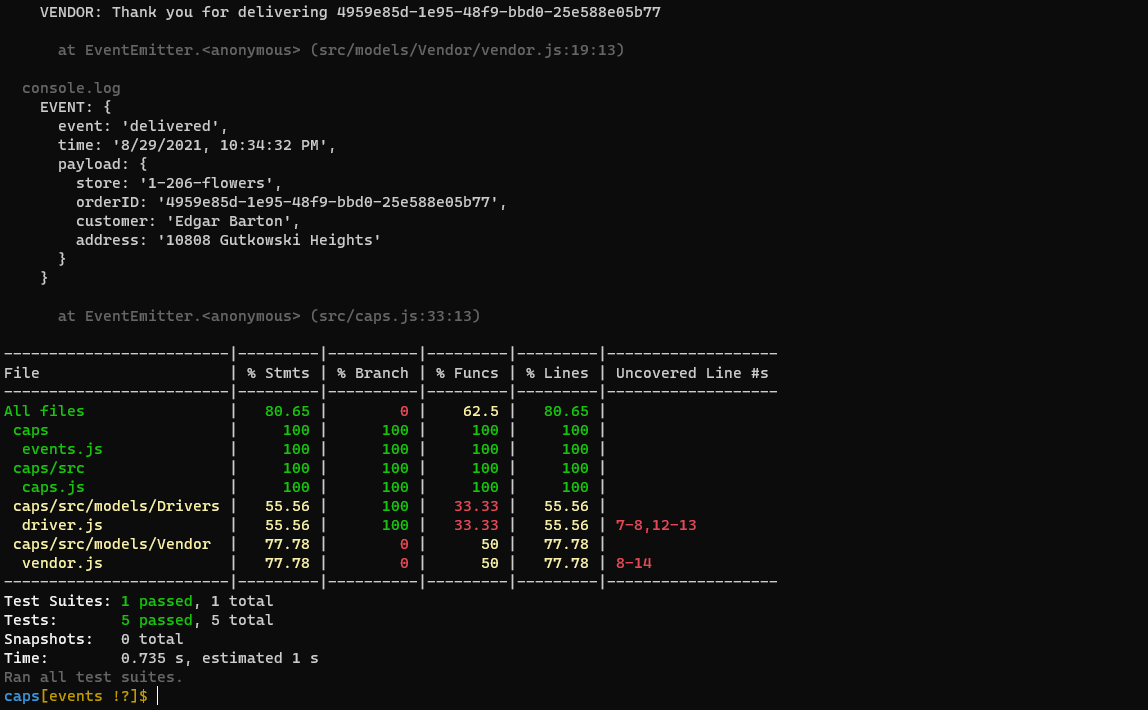 VENDOR: Thank you for delivering 4959e85d-1e95-48f9-bbd0-25e588e05b77
      at EventEmitter.<anonymous> (src/models/Vendor/vendor.js:19:13)
  console.log
    EVENT: {
      event: 'delivered',
      time: '8/29/2021, 10:34:32 PM',
      payload: {
        store: '1-206-flowers',
        orderID: '4959e85d-1e95-48f9-bbd0-25e588e05b77',
        customer: 'Edgar Barton',
        address: '10808 Gutkowski Heights'
      }
    }
      at EventEmitter.<anonymous> (src/caps.js:33:13)
-------------------------|---------|----------|---------|---------|-------------------
File                     | % Stmts | % Branch | % Funcs | % Lines | Uncovered Line #s
-------------------------|---------|----------|---------|---------|-------------------
All files                |   80.65 |        0 |    62.5 |   80.65 |
 caps                    |     100 |      100 |     100 |     100 |
  events.js              |     100 |      100 |     100 |     100 |
 caps/src                |     100 |      100 |     100 |     100 |
  caps.js                |     100 |      100 |     100 |     100 |
 caps/src/models/Drivers |   55.56 |      100 |   33.33 |   55.56 |
  driver.js              |   55.56 |      100 |   33.33 |   55.56 | 7-8,12-13
 caps/src/models/Vendor  |   77.78 |        0 |      50 |   77.78 |
  vendor.js              |   77.78 |        0 |      50 |   77.78 | 8-14
-------------------------|---------|----------|---------|---------|-------------------
Test Suites: 1 passed, 1 total
Tests:       5 passed, 5 total
Snapshots:   0 total
Time:        0.735 s, estimated 1 s
Ran all test suites.
caps[events !?]$